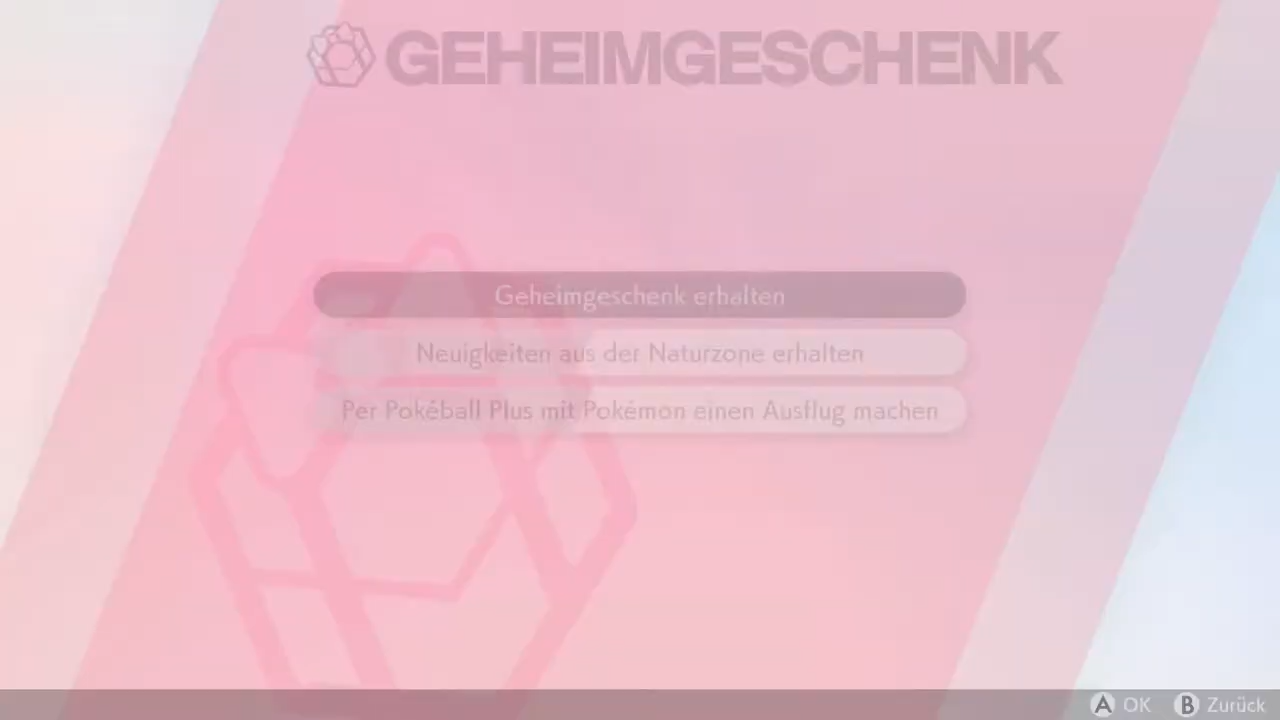 GEHEIMGESCHENK
Geheimgeschenk erhalten
Neuigkeiten aus der Naturzone erhalten
Per Pokéball Plus mit Pokémon einen Ausflug machen
A OK B Zurück